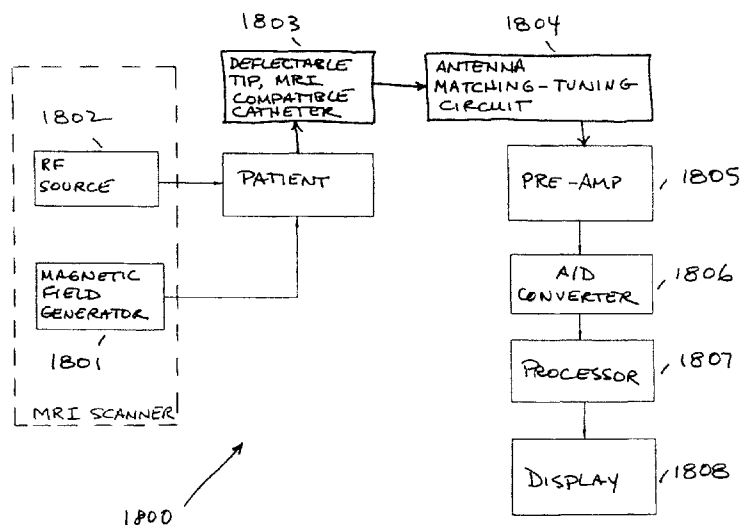 1803
1804
DEFLECTABLE
TIP, MRI
COMPATIBLE
CATHETER
ANTENNA
MATCHING-TUNING
CIRCUIT
1802
RF
SOURCE
PATIENT
PRE-AMP
1805
MAGNETIC
FIELD
GENERATOR
1801
A/D
CONVERTER
1806
PROCESSOR
1807
MRI SCANNER
DISPLAY
1808
1800